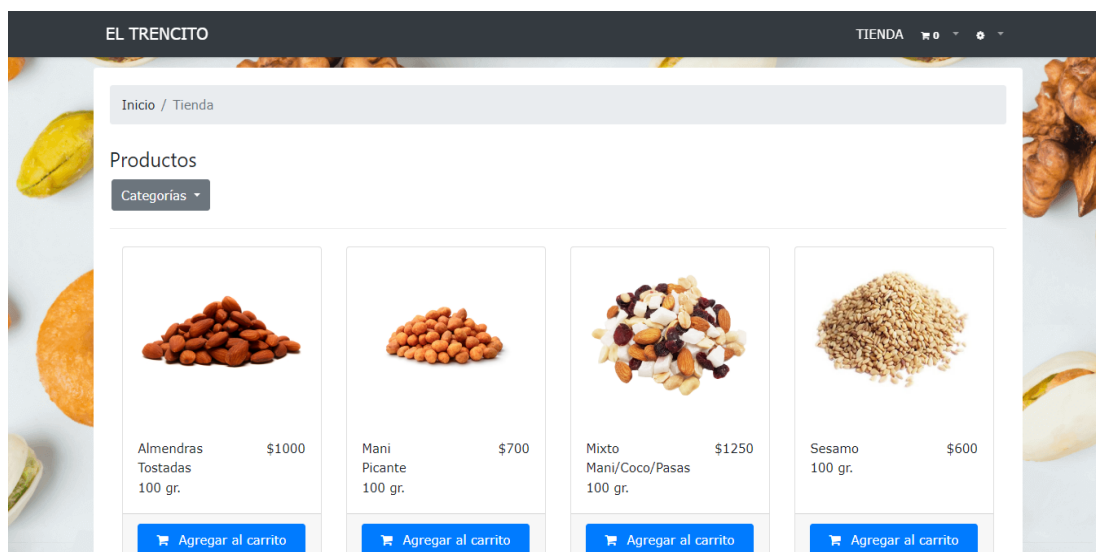 EL TRENCITO
TIENDA 0
Inicio / Tienda
Productos
Categorías
Almendras Tostadas $1000
100 gr.
Agregar al carrito
Mani Picante $700
100 gr.
Agregar al carrito
Mixto Mani/Coco/Pasas $1250
100 gr.
Agregar al carrito
Sesamo $600
100 gr.
Agregar al carrito